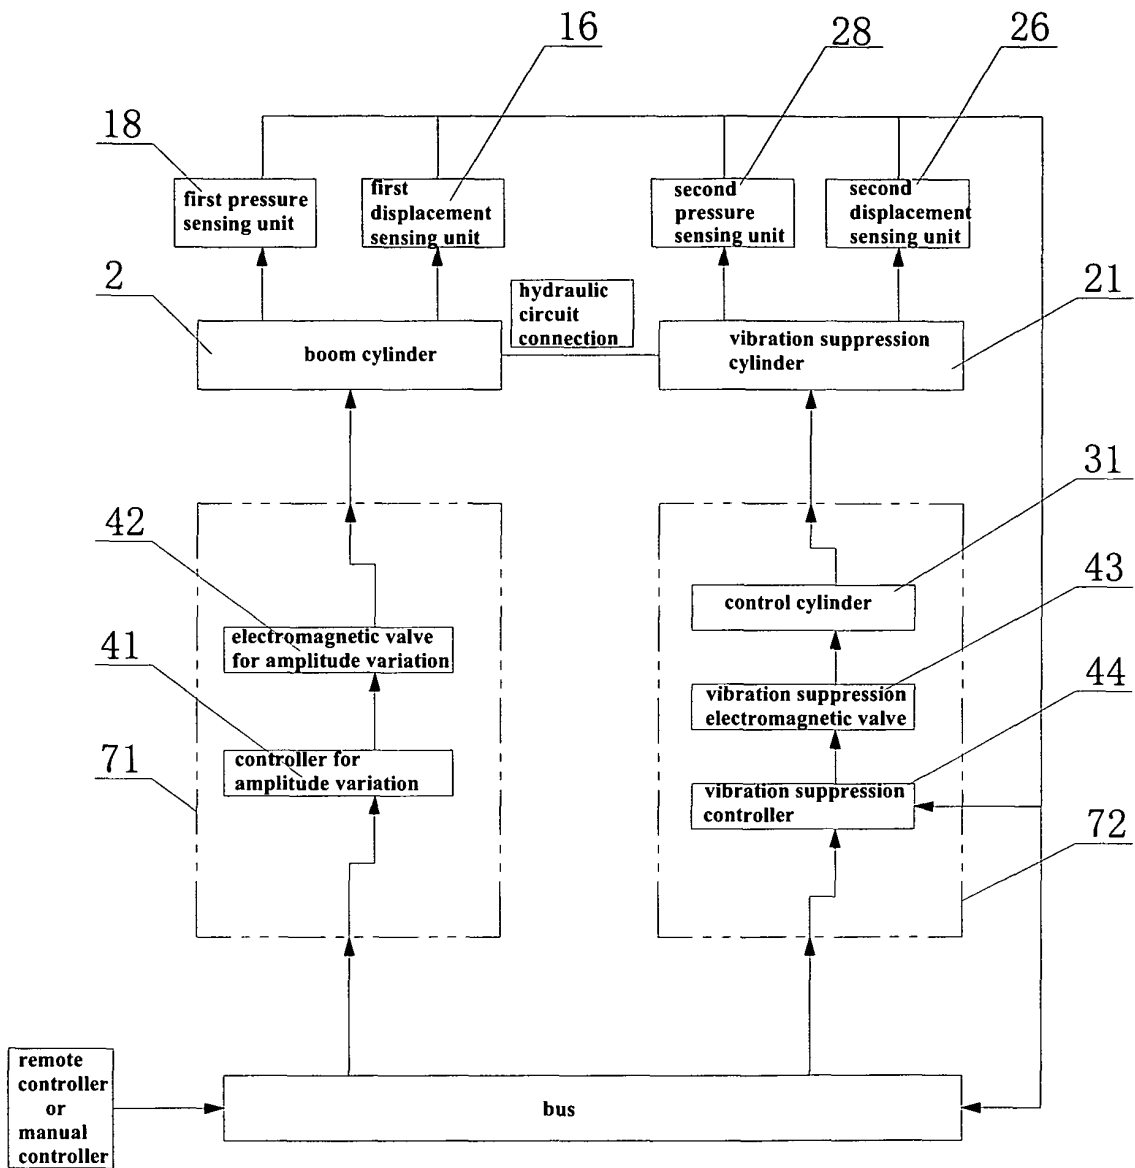 16
28
26
18
first pressure
sensing unit
first
displacement
sensing unit
second
pressure
sensing unit
second
displacement
sensing unit
2
hydraulic
circuit
connection
21
boom cylinder
vibration suppression
cylinder
31
42
control cylinder
43
electromagnetic valve
for amplitude variation
41
vibration suppression
electromagnetic valve
44
71
controller for
amplitude variation
vibration suppression
controller
72
remote
controller
or
manual
controller
bus